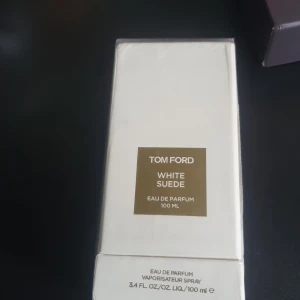 TOM FORD
WHITE
SUEDE
EAU DE PARFUM
100 ML
EAU DE PARFUM
VAPORISATEUR SPRAY
3.4 FL. OZ./OZ. LIQ./100 ml ℮